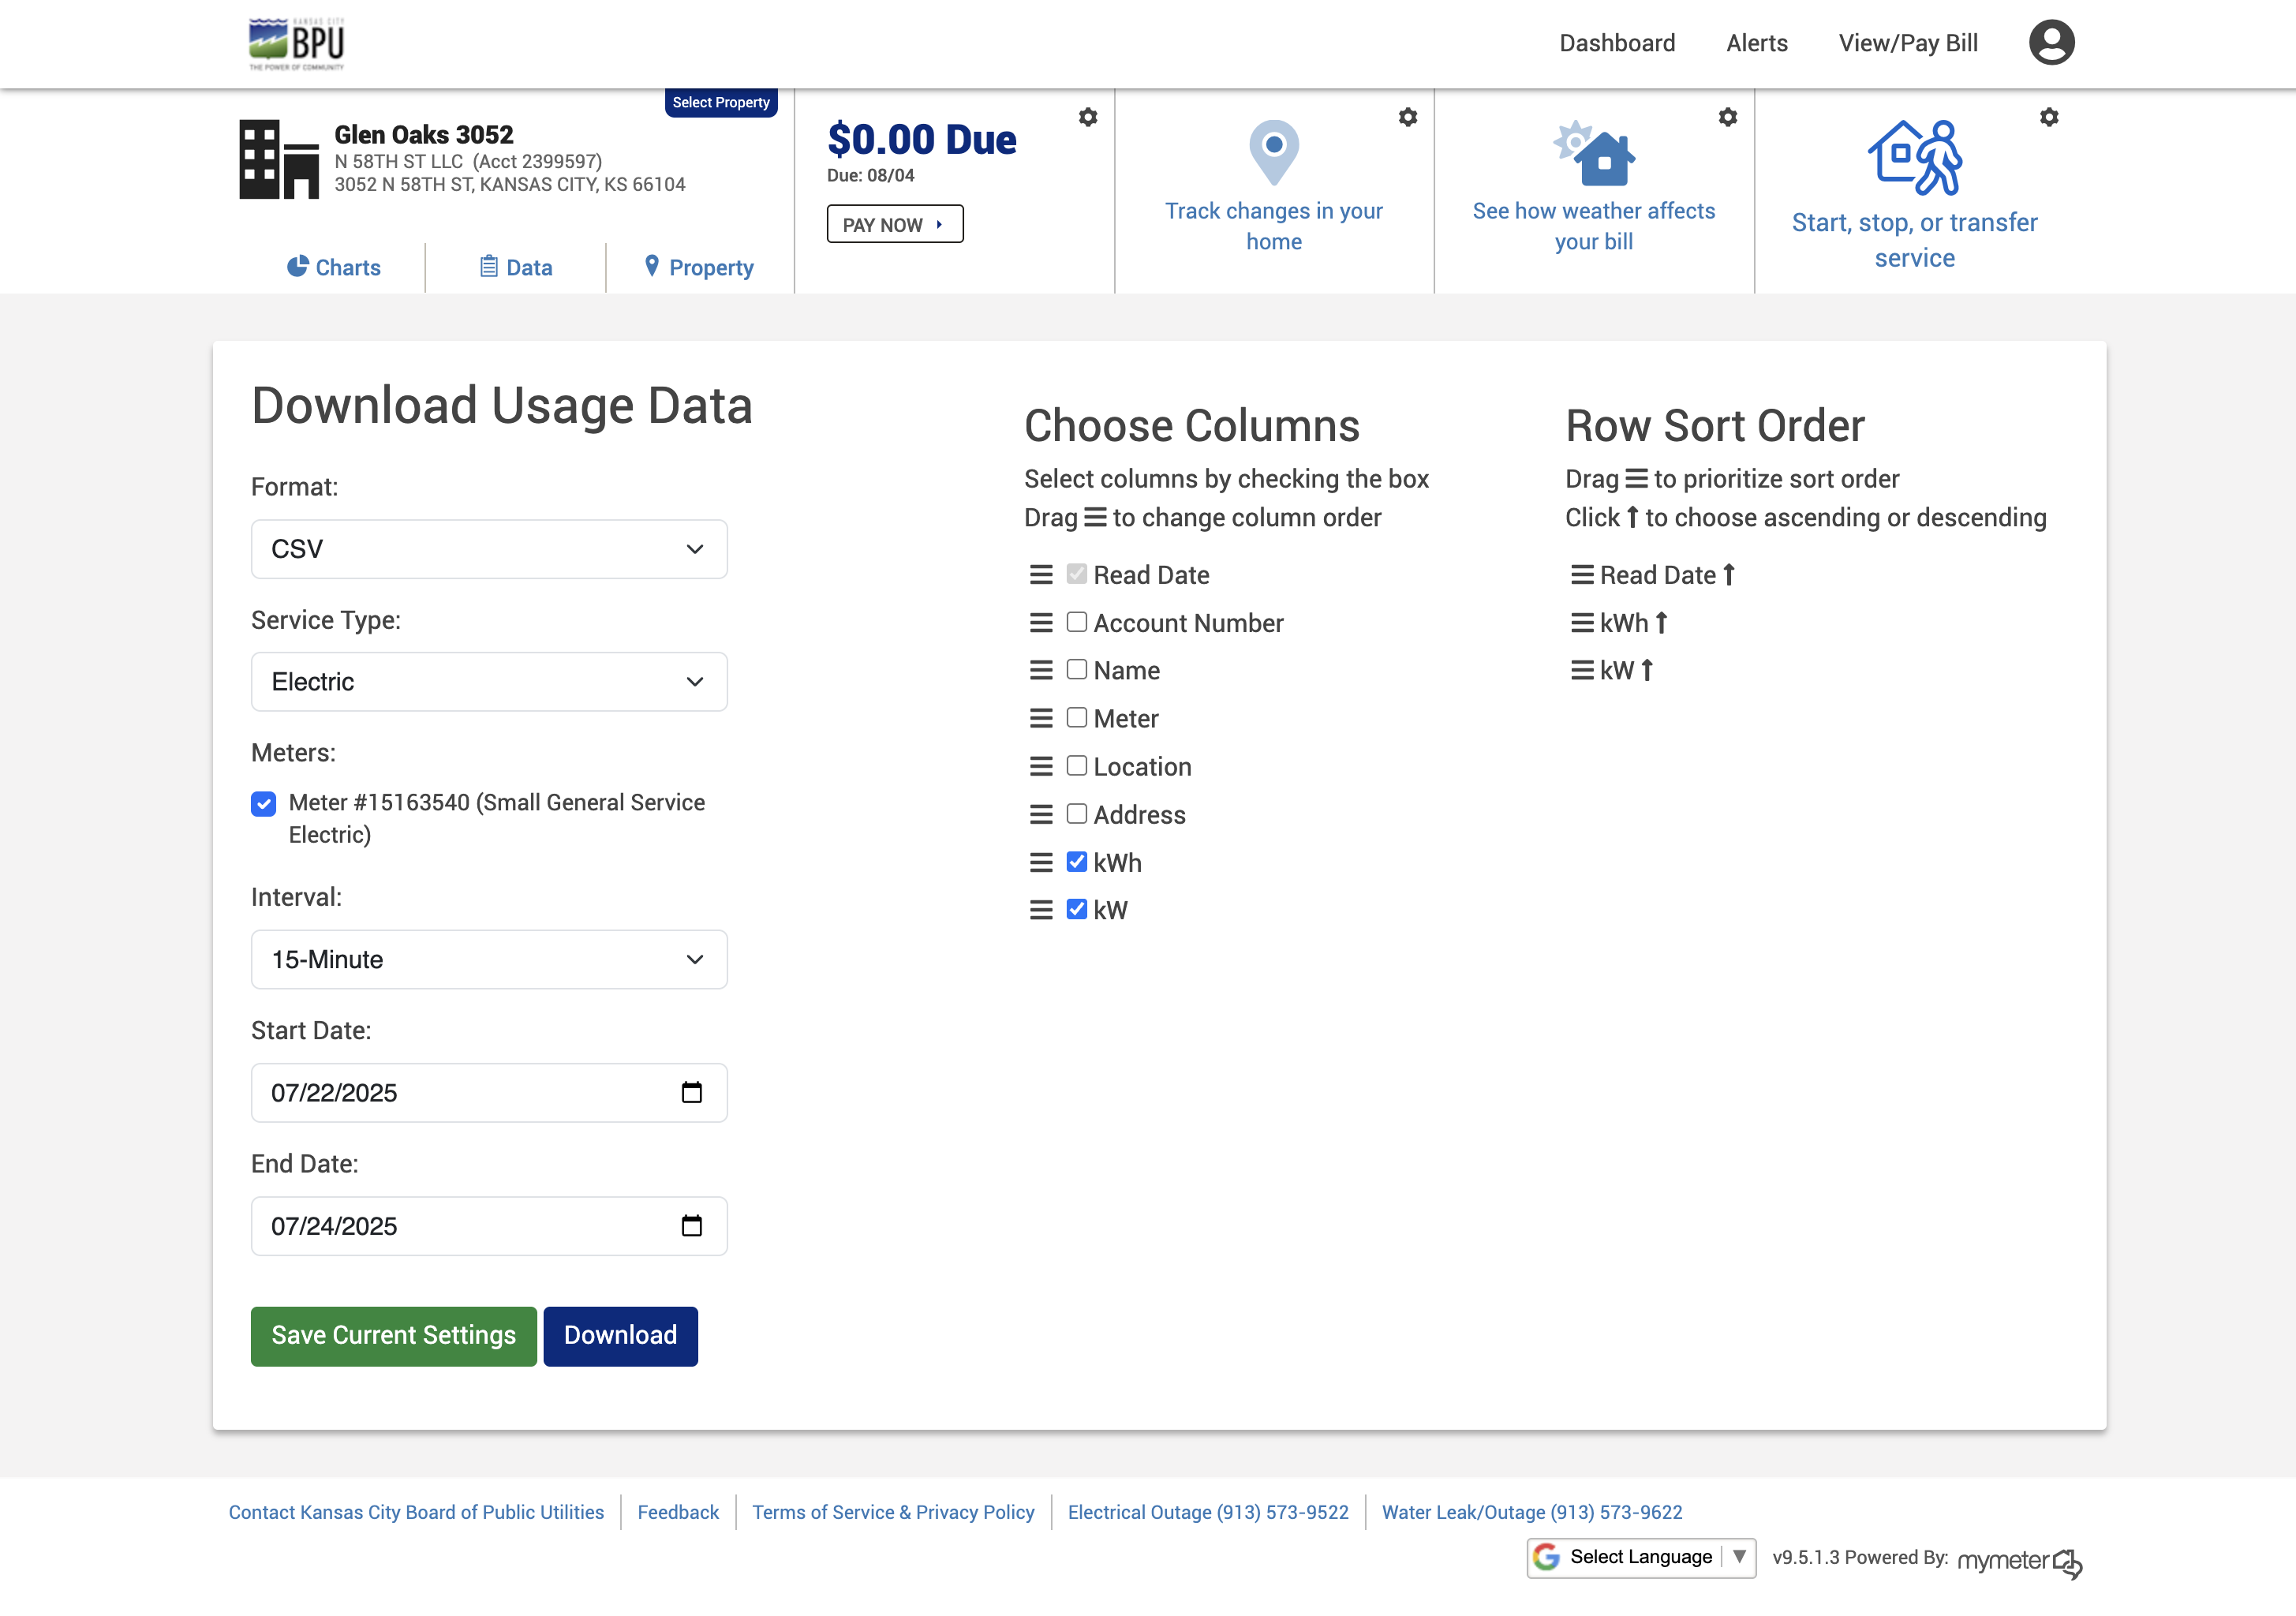 KANSAS CITY
BPU
THE POWER OF COMMUNITY
Dashboard
Alerts
View/Pay Bill
Select Property
Glen Oaks 3052
N 58TH ST LLC (Acct 2399597)
3052 N 58TH ST, KANSAS CITY, KS 66104
Charts
Data
Property
$0.00 Due
Due: 08/04
PAY NOW
Track changes in your
home
See how weather affects
your bill
Start, stop, or transfer
service
Download Usage Data
Format:
CSV
Service Type:
Electric
Meters:
Meter #15163540 (Small General Service
Electric)
Interval:
15-Minute
Start Date:
07/22/2025
End Date:
07/24/2025
Save Current Settings
Download
Choose Columns
Select columns by checking the box
Drag to change column order
Read Date
Account Number
Name
Meter
Location
Address
kWh
kW
Row Sort Order
Drag to prioritize sort order
Click to choose ascending or descending
Read Date
kWh
kW
Contact Kansas City Board of Public Utilities
Feedback
Terms of Service & Privacy Policy
Electrical Outage (913) 573-9522
Water Leak/Outage (913) 573-9622
Select Language
v9.5.1.3 Powered By:
mymeter